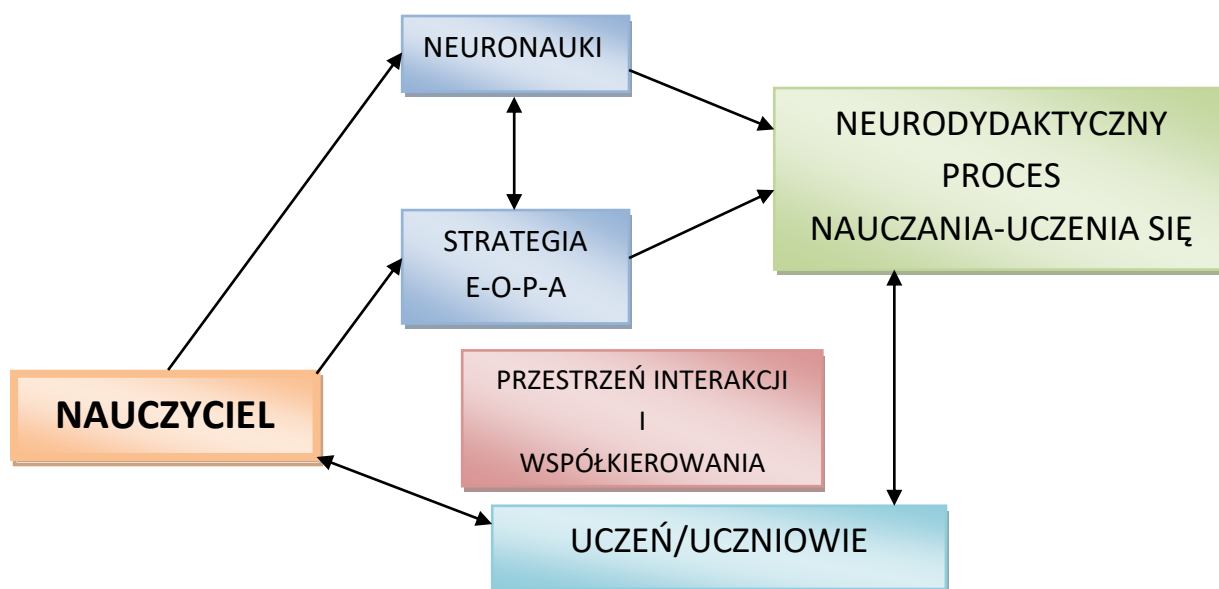 NEURONAUKI
NEURODYDAKTYCZNY
PROCES
NAUCZANIA-UCZENIA SIĘ
STRATEGIA
E-O-P-A
NAUCZYCIEL
PRZESTRZEŃ INTERAKCJI
I
WSPÓŁKIEROWANIA
UCZEŃ/UCZNIOWIE